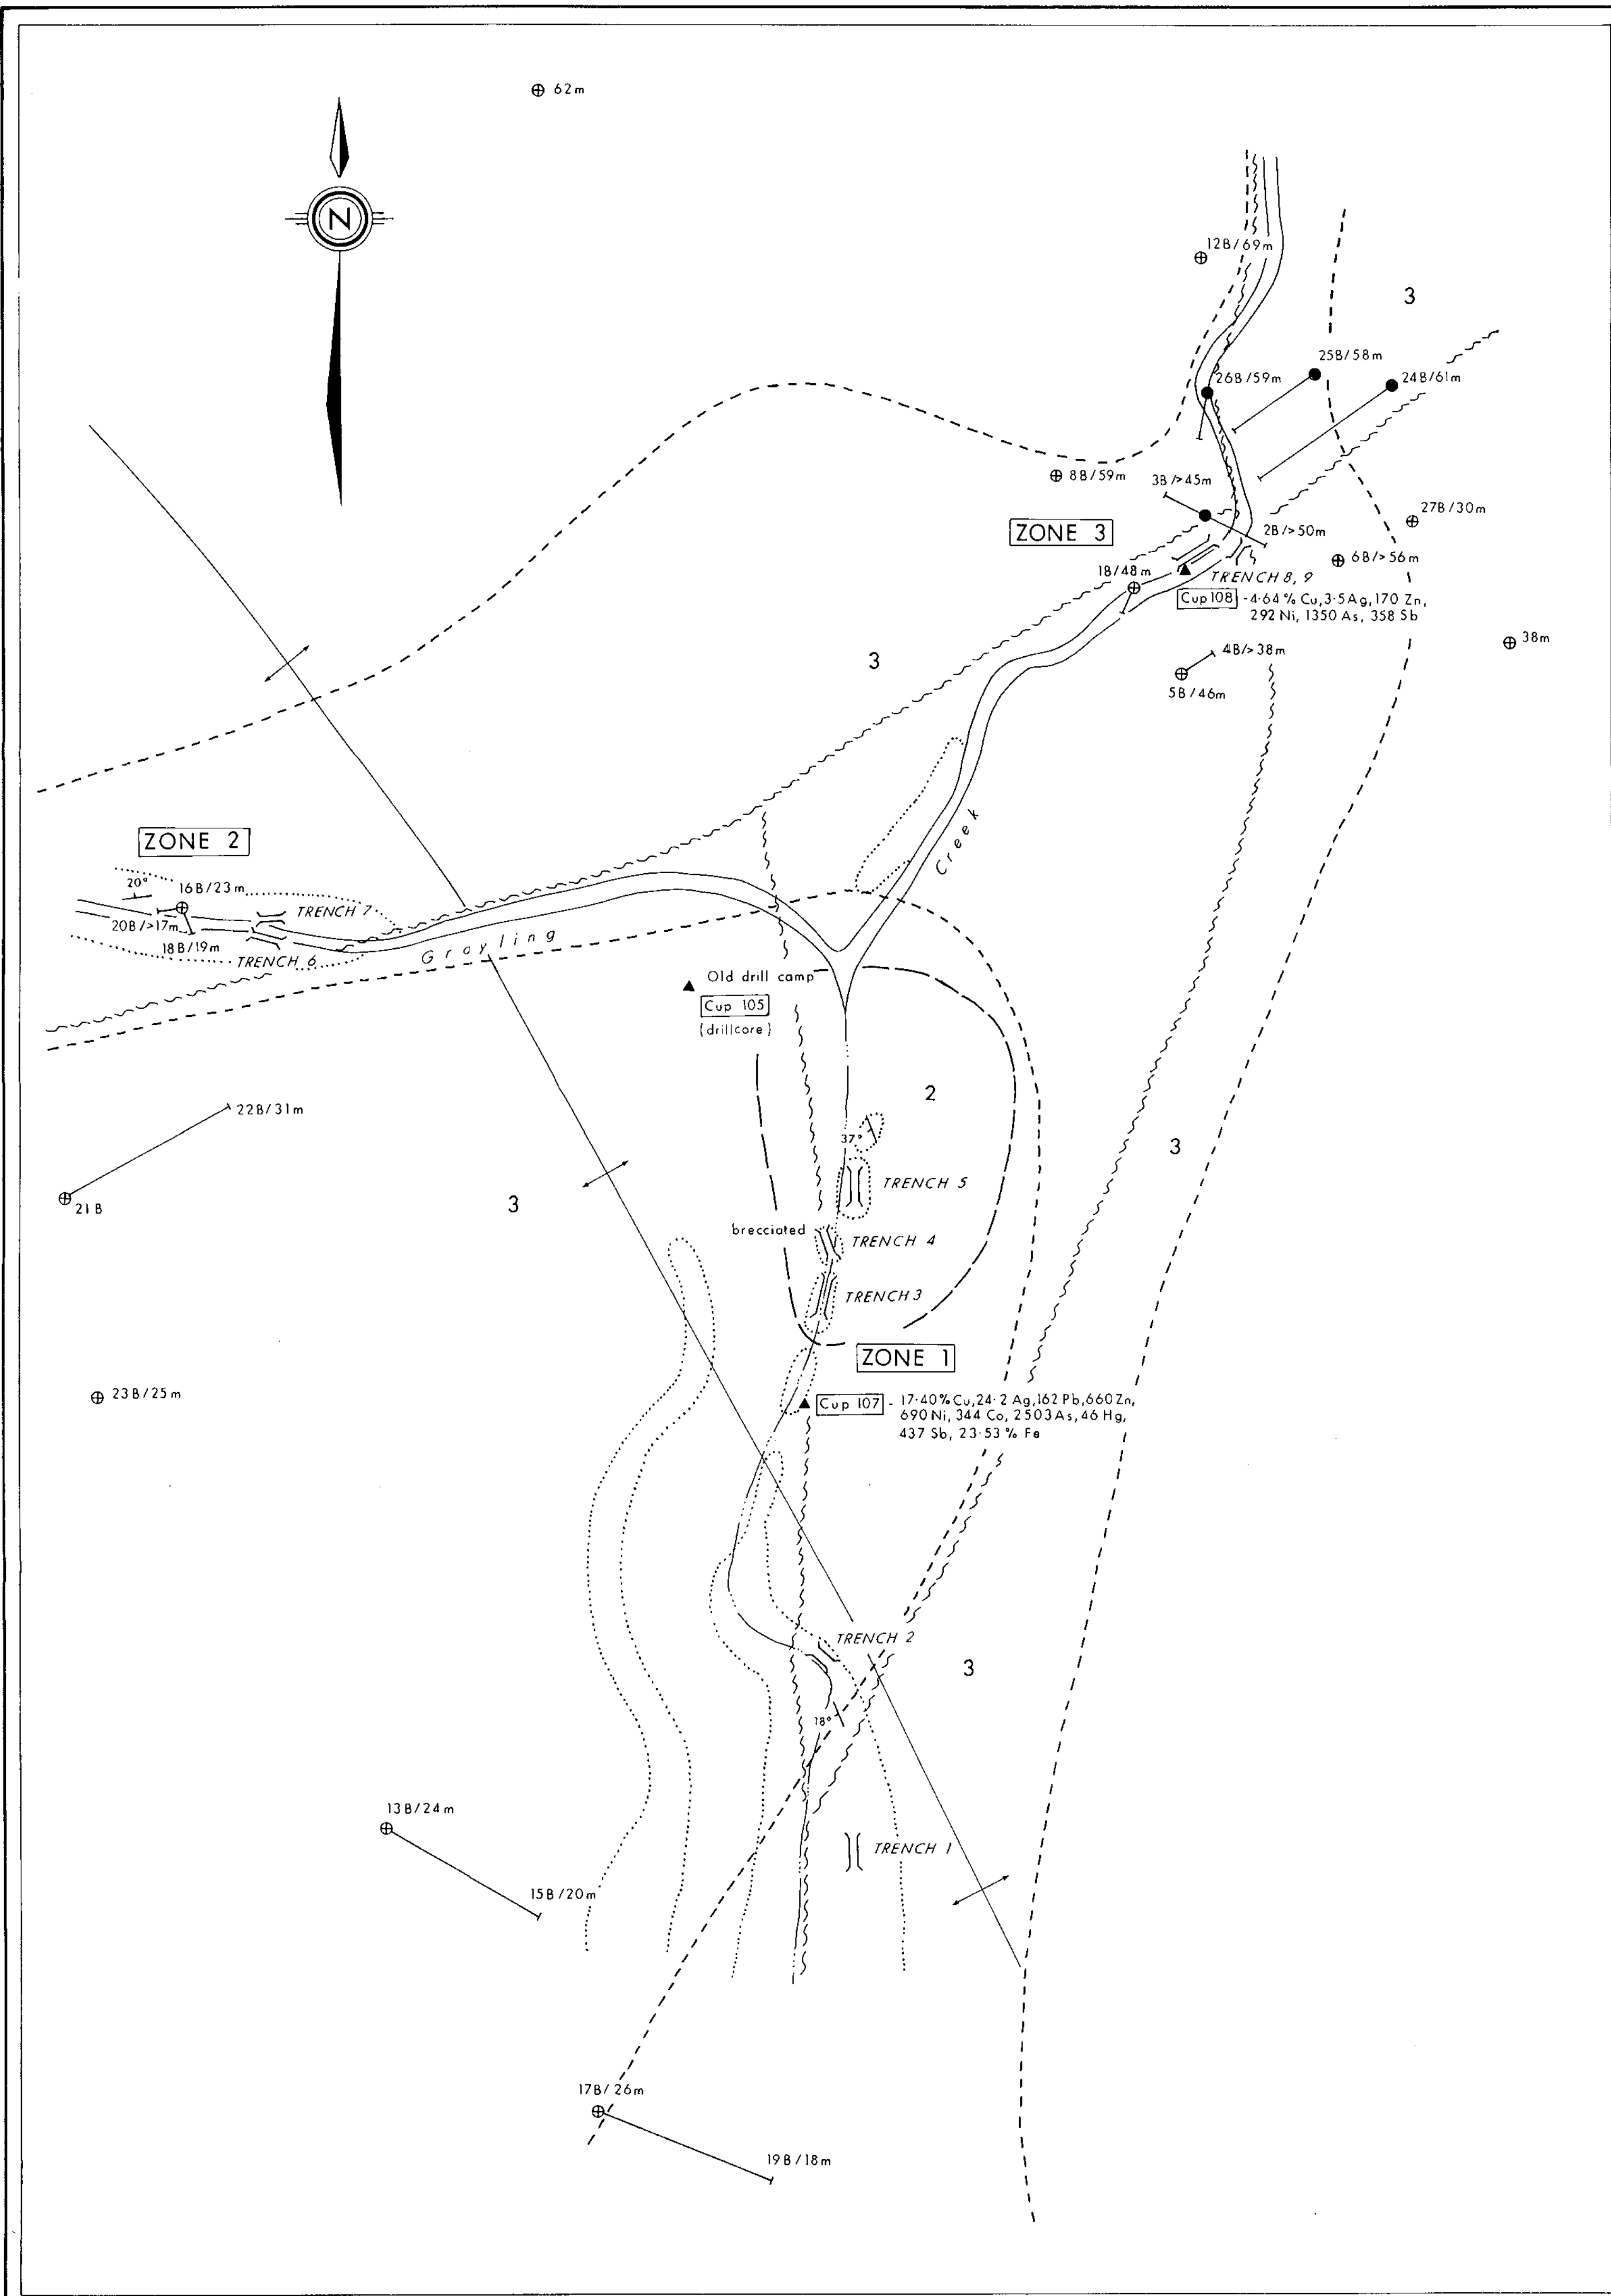 62m
N
12B/69m
3
25B/58m
26B/59m
24B/61m
8B/59m
3B/>45m
27B/30m
ZONE 3
2B/>50m
6B/>56m
1B/48m
TRENCH 8, 9
Cup 108 - 4·64% Cu, 3·5 Ag, 170 Zn,
292 Ni, 1350 As, 358 Sb
38m
3
4B/>38m
5B/46m
Creek
ZONE 2
20°
16B/23m
TRENCH 7
20B/>17m
18B/19m
TRENCH 6
Grayling
Old drill camp
Cup 105
(drillcore)
2
22B/31m
37°
3
TRENCH 5
21B
3
brecciated
TRENCH 4
TRENCH 3
ZONE 1
23B/25m
Cup 107 - 17·40% Cu, 24·2 Ag, 162 Pb, 660 Zn,
690 Ni, 344 Co, 2503 As, 46 Hg,
437 Sb, 23·53 % Fe
TRENCH 2
3
18°
13B/24m
TRENCH 1
15B/20m
17B/26m
19B/18m